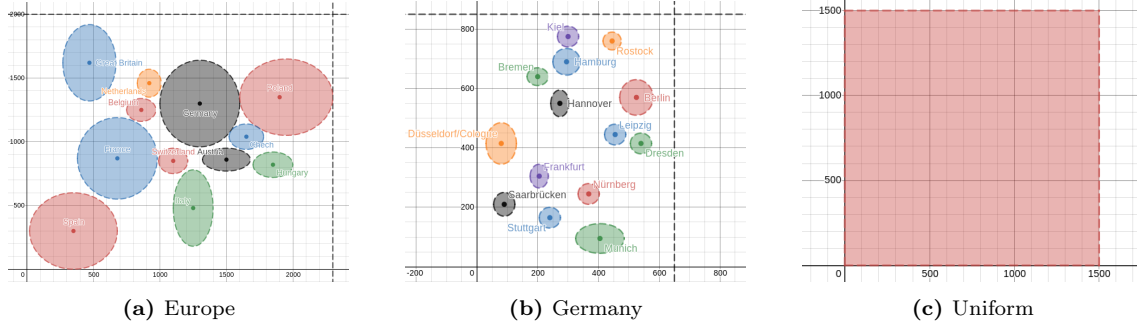 2000
1500
1000
500
0
500
1000
1500
2000
Great Britain
Netherlands
Belgium
Germany
Poland
France
Czech
Switzerland
Austria
Hungary
Italy
Spain
(a) Europe
800
600
400
200
-200
0
200
400
600
800
Kiel
Rostock
Hamburg
Bremen
Hannover
Berlin
Leipzig
Düsseldorf/Cologne
Dresden
Frankfurt
Nürnberg
Saarbrücken
Stuttgart
Munich
(b) Germany
1500
1000
500
0
500
1000
1500
(c) Uniform